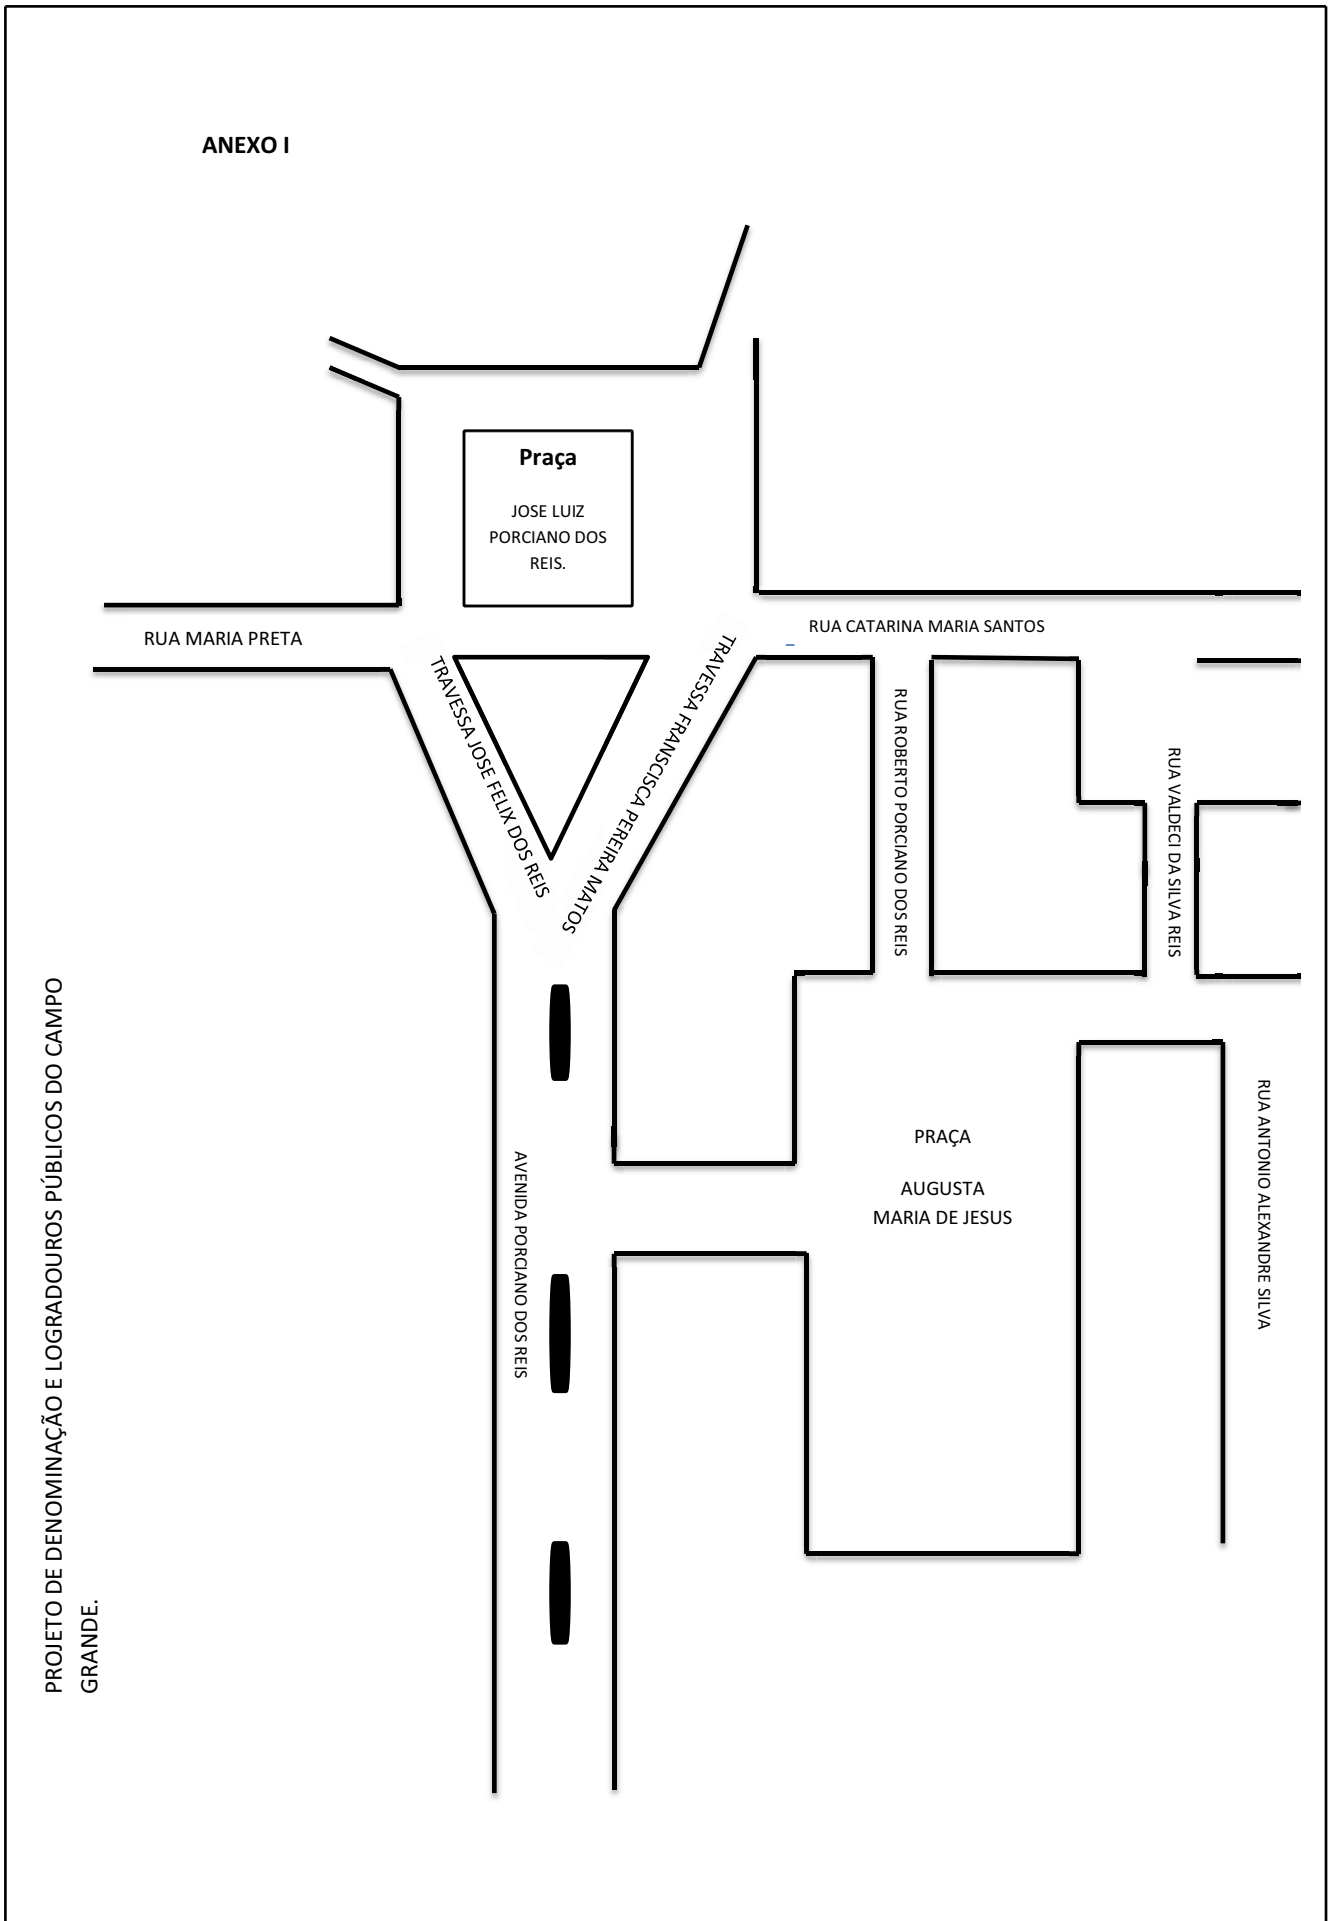 ANEXO I
Praça
JOSE LUIZ
PORCIANO DOS
REIS.
RUA MARIA PRETA
RUA CATARINA MARIA SANTOS
TRAVESSA JOSE FELIX DOS REIS
TRAVESSA FRANSCISCA PEREIRA MATOS
RUA ROBERTO PORCIANO DOS REIS
RUA VALDECI DA SILVA REIS
PROJETO DE DENOMINAÇÃO E LOGRADOUROS PÚBLICOS DO CAMPO
GRANDE.
AVENIDA PORCIANO DOS REIS
PRAÇA
AUGUSTA
MARIA DE JESUS
RUA ANTONIO ALEXANDRE SILVA